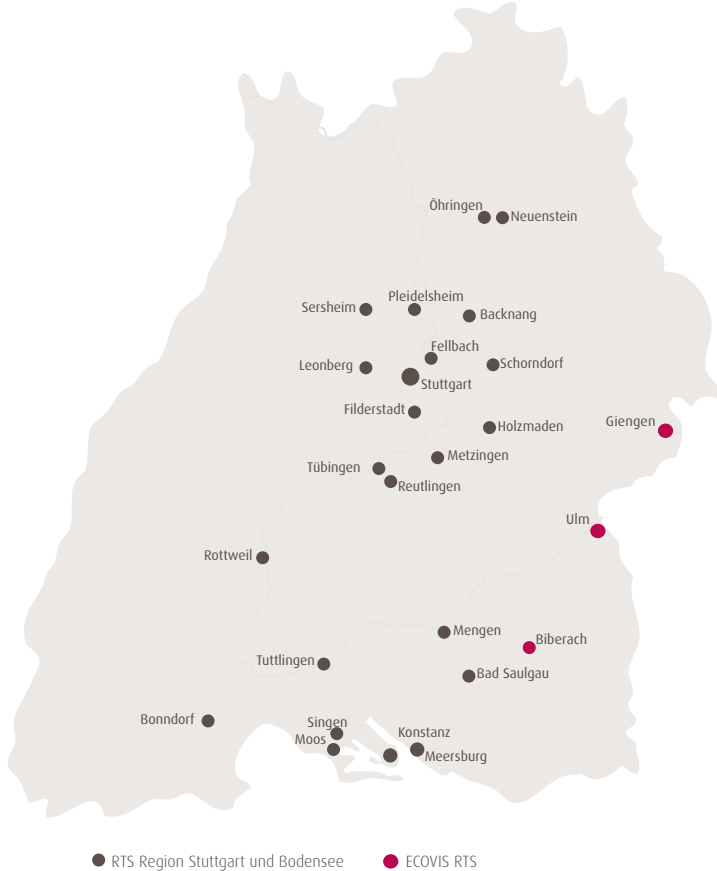 Öhringen
Neuenstein
Pleidelsheim
Sersheim
Backnang
Fellbach
Leonberg
Schorndorf
Stuttgart
Filderstadt
Giengen
Holzmaden
Metzingen
Tübingen
Reutlingen
Ulm
Rottweil
Mengen
Biberach
Tuttlingen
Bad Saulgau
Bonndorf
Singen
Konstanz
Moos
Meersburg
RTS Region Stuttgart und Bodensee
ECOVIS RTS